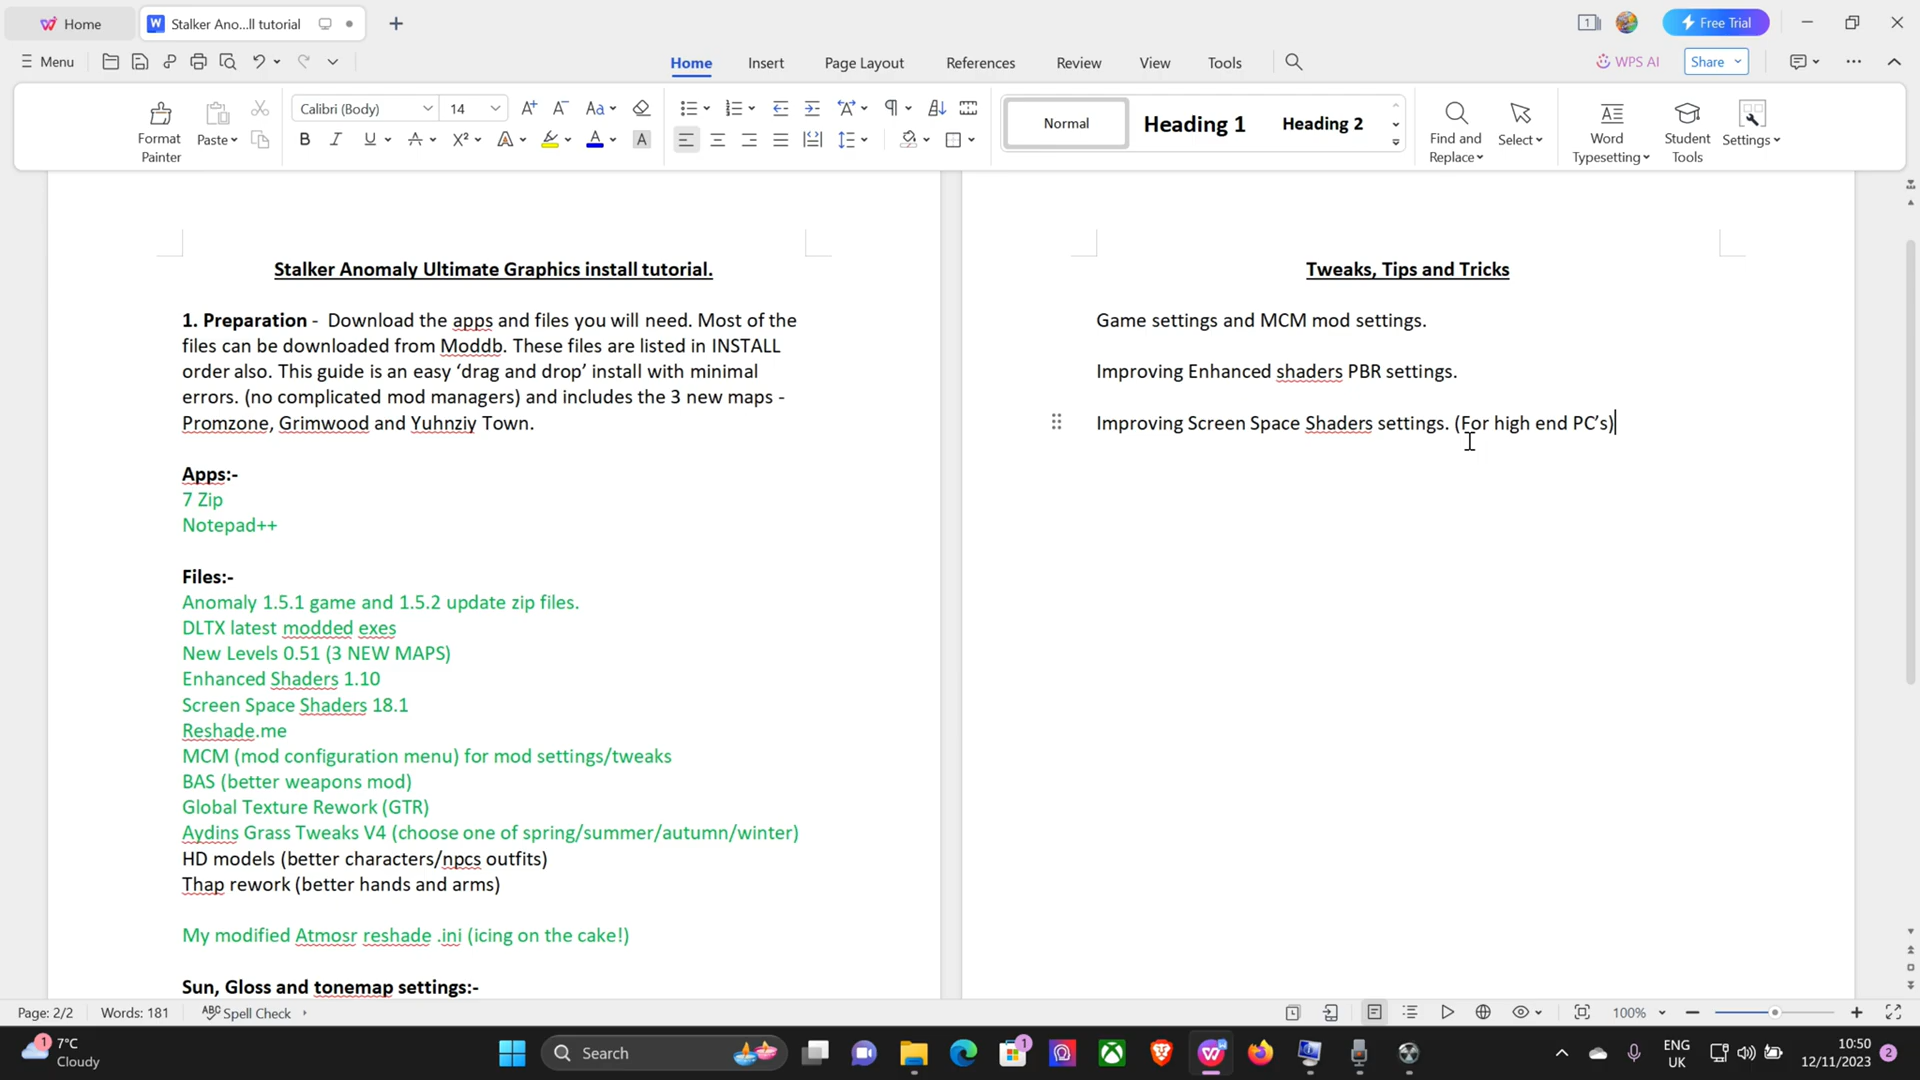 Home
Stalker Ano...ll tutorial
1
Free Trial
Menu
Home
Insert
Page Layout
References
Review
View
Tools
WPS AI
Share
Format
Painter
Paste
Calibri (Body)
14
Normal
Heading 1
Heading 2
Find and
Replace
Select
Word
Typesetting
Student
Tools
Settings
Stalker Anomaly Ultimate Graphics install tutorial.
1. Preparation -  Download the apps and files you will need. Most of the
files can be downloaded from Moddb. These files are listed in INSTALL
order also. This guide is an easy ‘drag and drop’ install with minimal
errors. (no complicated mod managers) and includes the 3 new maps -
Promzone, Grimwood and Yuhnziy Town.
Apps:-
7 Zip
Notepad++
Files:-
Anomaly 1.5.1 game and 1.5.2 update zip files.
DLTX latest modded exes
New Levels 0.51 (3 NEW MAPS)
Enhanced Shaders 1.10
Screen Space Shaders 18.1
Reshade.me
MCM (mod configuration menu) for mod settings/tweaks
BAS (better weapons mod)
Global Texture Rework (GTR)
Aydins Grass Tweaks V4 (choose one of spring/summer/autumn/winter)
HD models (better characters/npcs outfits)
Thap rework (better hands and arms)
My modified Atmosr reshade .ini (icing on the cake!)
Sun, Gloss and tonemap settings:-
Tweaks, Tips and Tricks
Game settings and MCM mod settings.
Improving Enhanced shaders PBR settings.
Improving Screen Space Shaders settings. (For high end PC’s)
Page: 2/2
Words: 181
Spell Check
100%
1
7°C
Cloudy
Search
1
ENG
UK
10:50
12/11/2023
2